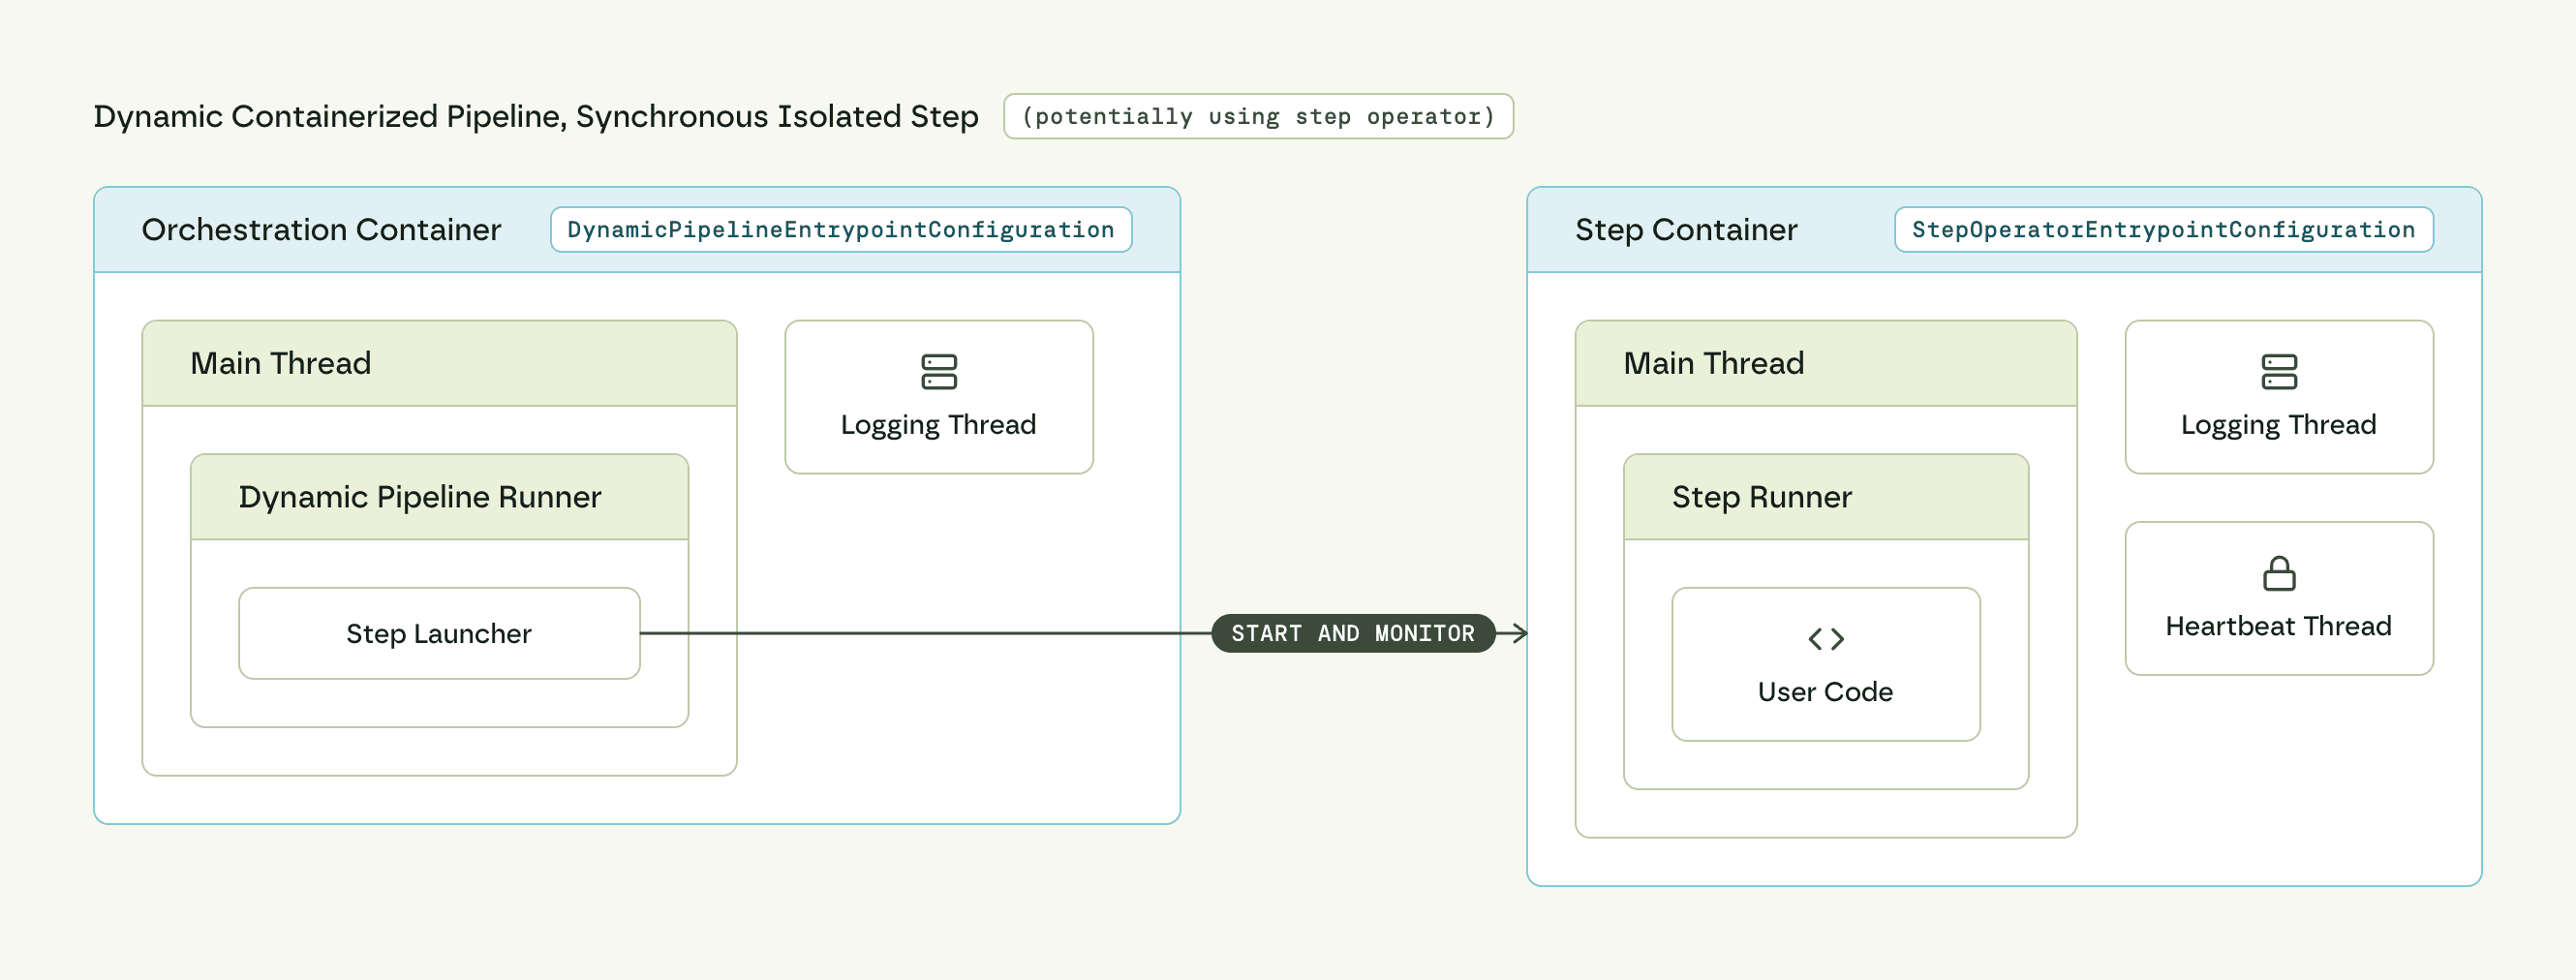 Dynamic Containerized Pipeline, Synchronous Isolated Step (potentially using step operator)
Orchestration Container DynamicPipelineEntrypointConfiguration
Main Thread
Logging Thread
Dynamic Pipeline Runner
Step Launcher
START AND MONITOR
Step Container StepOperatorEntrypointConfiguration
Main Thread
Logging Thread
Step Runner
Heartbeat Thread
User Code